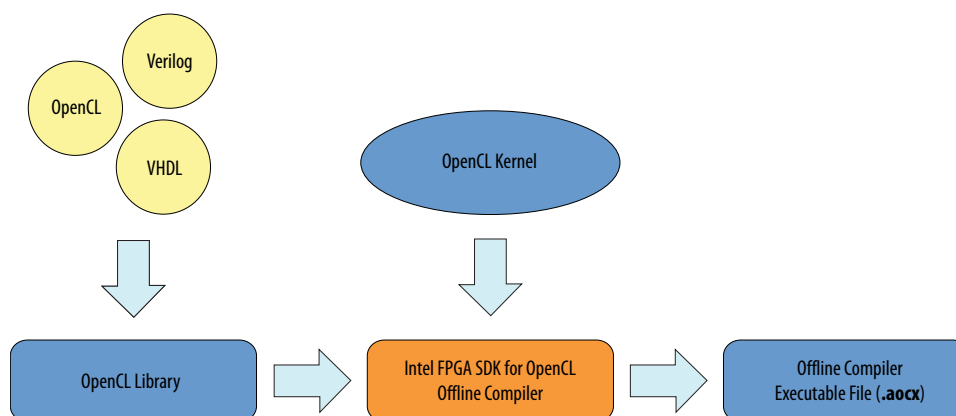 Verilog
OpenCL
VHDL
OpenCL Kernel
OpenCL Library
Intel FPGA SDK for OpenCL
Offline Compiler
Offline Compiler
Executable File (.aocx)